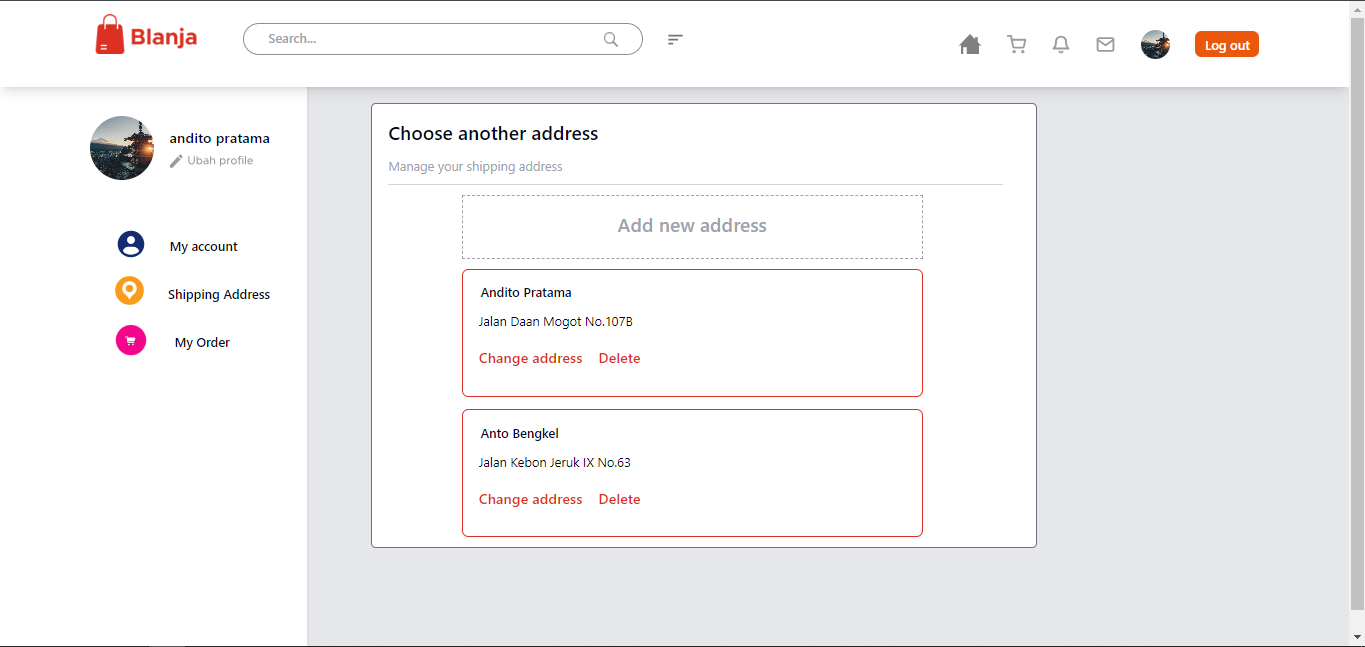 Blanja
Search...
Log out
andito pratama
Ubah profile
My account
Shipping Address
My Order
Choose another address
Manage your shipping address
Add new address
Andito Pratama
Jalan Daan Mogot No.107B
Change address Delete
Anto Bengkel
Jalan Kebon Jeruk IX No.63
Change address Delete